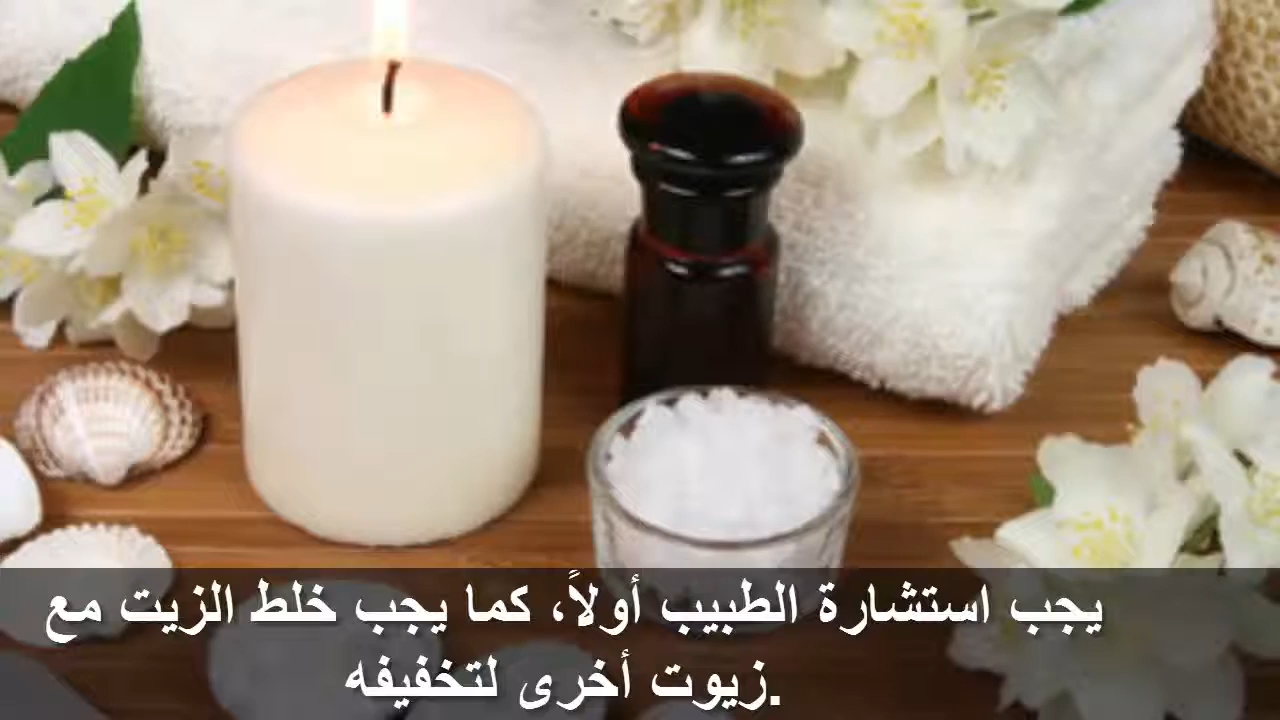 يجب استشارة الطبيب أولاً، كما يجب خلط الزيت مع
زيوت أخرى لتخفيفه.